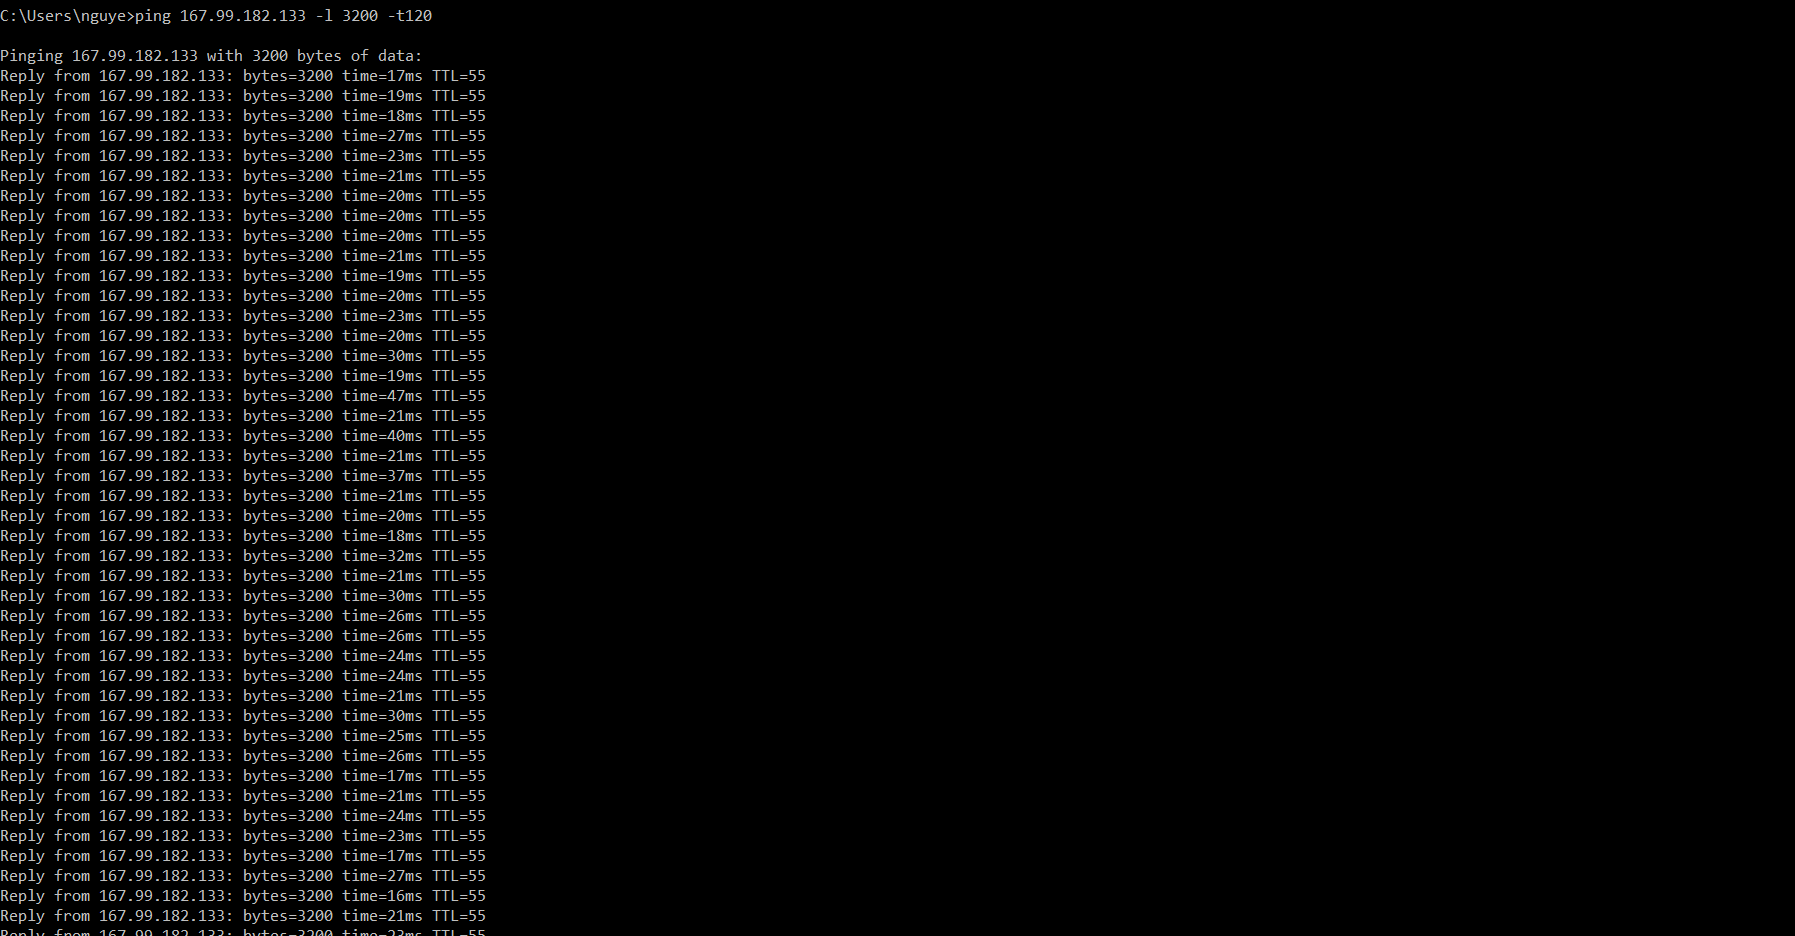 C:\Users\nguye>ping 167.99.182.133 -l 3200 -t120
Pinging 167.99.182.133 with 3200 bytes of data:
Reply from 167.99.182.133: bytes=3200 time=17ms TTL=55
Reply from 167.99.182.133: bytes=3200 time=19ms TTL=55
Reply from 167.99.182.133: bytes=3200 time=18ms TTL=55
Reply from 167.99.182.133: bytes=3200 time=27ms TTL=55
Reply from 167.99.182.133: bytes=3200 time=23ms TTL=55
Reply from 167.99.182.133: bytes=3200 time=21ms TTL=55
Reply from 167.99.182.133: bytes=3200 time=20ms TTL=55
Reply from 167.99.182.133: bytes=3200 time=20ms TTL=55
Reply from 167.99.182.133: bytes=3200 time=20ms TTL=55
Reply from 167.99.182.133: bytes=3200 time=21ms TTL=55
Reply from 167.99.182.133: bytes=3200 time=19ms TTL=55
Reply from 167.99.182.133: bytes=3200 time=20ms TTL=55
Reply from 167.99.182.133: bytes=3200 time=23ms TTL=55
Reply from 167.99.182.133: bytes=3200 time=20ms TTL=55
Reply from 167.99.182.133: bytes=3200 time=30ms TTL=55
Reply from 167.99.182.133: bytes=3200 time=19ms TTL=55
Reply from 167.99.182.133: bytes=3200 time=47ms TTL=55
Reply from 167.99.182.133: bytes=3200 time=21ms TTL=55
Reply from 167.99.182.133: bytes=3200 time=40ms TTL=55
Reply from 167.99.182.133: bytes=3200 time=21ms TTL=55
Reply from 167.99.182.133: bytes=3200 time=37ms TTL=55
Reply from 167.99.182.133: bytes=3200 time=21ms TTL=55
Reply from 167.99.182.133: bytes=3200 time=20ms TTL=55
Reply from 167.99.182.133: bytes=3200 time=18ms TTL=55
Reply from 167.99.182.133: bytes=3200 time=32ms TTL=55
Reply from 167.99.182.133: bytes=3200 time=21ms TTL=55
Reply from 167.99.182.133: bytes=3200 time=30ms TTL=55
Reply from 167.99.182.133: bytes=3200 time=26ms TTL=55
Reply from 167.99.182.133: bytes=3200 time=26ms TTL=55
Reply from 167.99.182.133: bytes=3200 time=24ms TTL=55
Reply from 167.99.182.133: bytes=3200 time=24ms TTL=55
Reply from 167.99.182.133: bytes=3200 time=21ms TTL=55
Reply from 167.99.182.133: bytes=3200 time=30ms TTL=55
Reply from 167.99.182.133: bytes=3200 time=25ms TTL=55
Reply from 167.99.182.133: bytes=3200 time=26ms TTL=55
Reply from 167.99.182.133: bytes=3200 time=17ms TTL=55
Reply from 167.99.182.133: bytes=3200 time=21ms TTL=55
Reply from 167.99.182.133: bytes=3200 time=24ms TTL=55
Reply from 167.99.182.133: bytes=3200 time=23ms TTL=55
Reply from 167.99.182.133: bytes=3200 time=17ms TTL=55
Reply from 167.99.182.133: bytes=3200 time=27ms TTL=55
Reply from 167.99.182.133: bytes=3200 time=16ms TTL=55
Reply from 167.99.182.133: bytes=3200 time=21ms TTL=55
Reply from 167.99.182.133: bytes=3200 time=23ms TTL=55